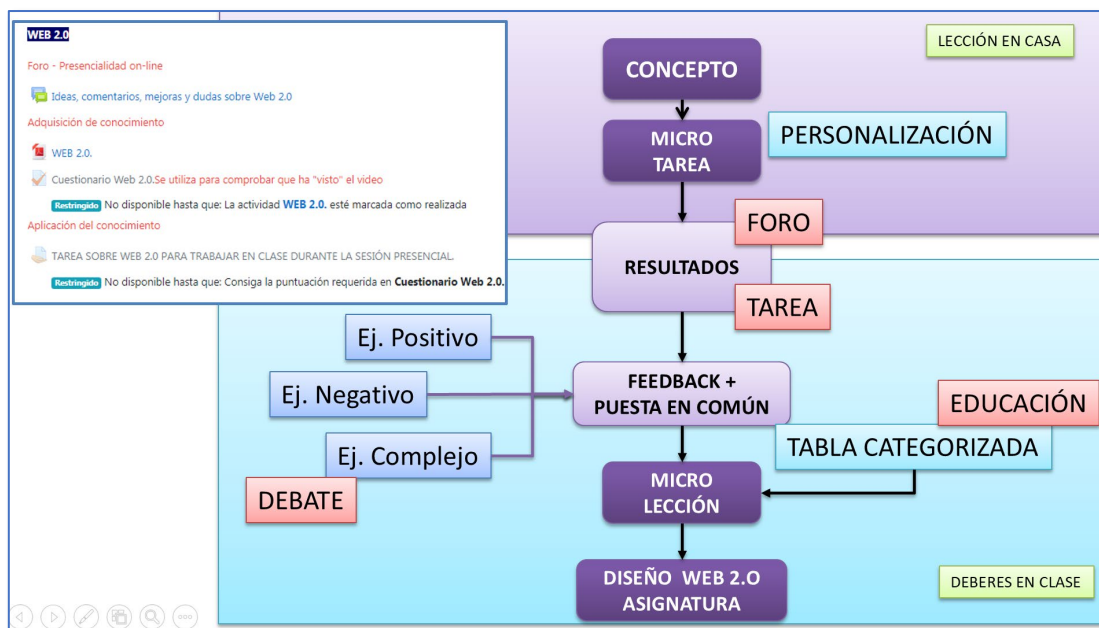 WEB 2.0
Foro - Presencialidad on-line
Ideas, comentarios, mejoras y dudas sobre Web 2.0
Adquisición de conocimiento
WEB 2.0.
Cuestionario Web 2.0.Se utiliza para comprobar que ha "visto" el video
Restringido No disponible hasta que: La actividad WEB 2.0. esté marcada como realizada
Aplicación del conocimiento
TAREA SOBRE WEB 2.0 PARA TRABAJAR EN CLASE DURANTE LA SESIÓN PRESENCIAL.
Restringido No disponible hasta que: Consiga la puntuación requerida en Cuestionario Web 2.0.
LECCIÓN EN CASA
CONCEPTO
MICRO
TAREA
PERSONALIZACIÓN
FORO
RESULTADOS
TAREA
Ej. Positivo
Ej. Negativo
Ej. Complejo
DEBATE
FEEDBACK +
PUESTA EN COMÚN
EDUCACIÓN
TABLA CATEGORIZADA
MICRO
LECCIÓN
DISEÑO WEB 2.O
ASIGNATURA
DEBERES EN CLASE